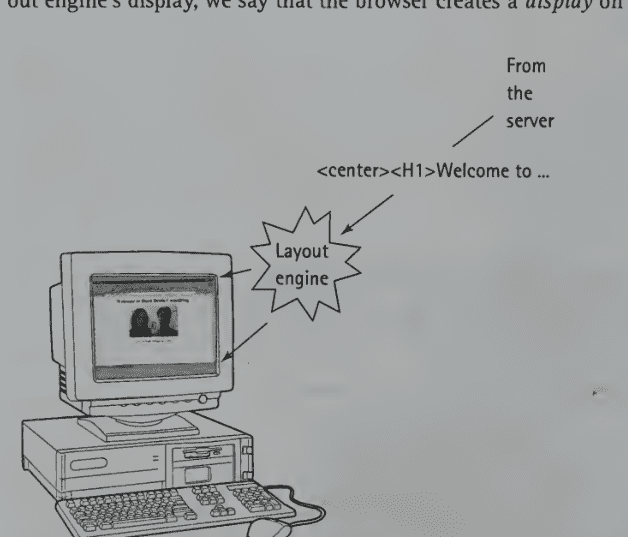 out engine's display, we say that the browser creates a display on
From
the
server
<center><H1>Welcome to ...
Layout
engine